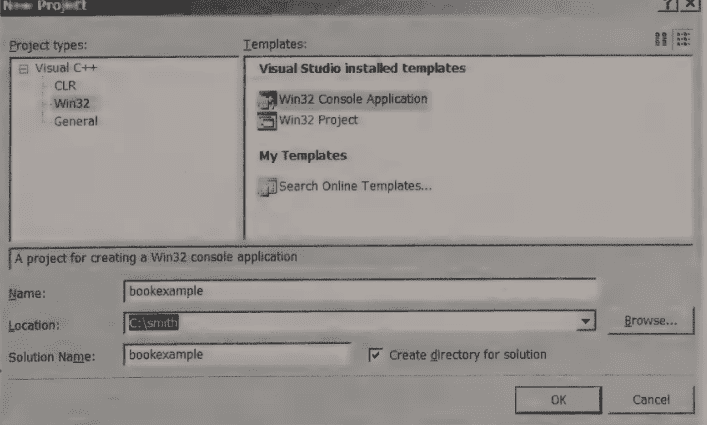 New Project
Project types:
Templates:
Visual C++
CLR
Win32
General
Visual Studio installed templates
Win32 Console Application
Win32 Project
My Templates
Search Online Templates...
A project for creating a Win32 console application
Name:
bookexample
Location:
C:\smith
Browse...
Solution Name:
bookexample
Create directory for solution
OK
Cancel